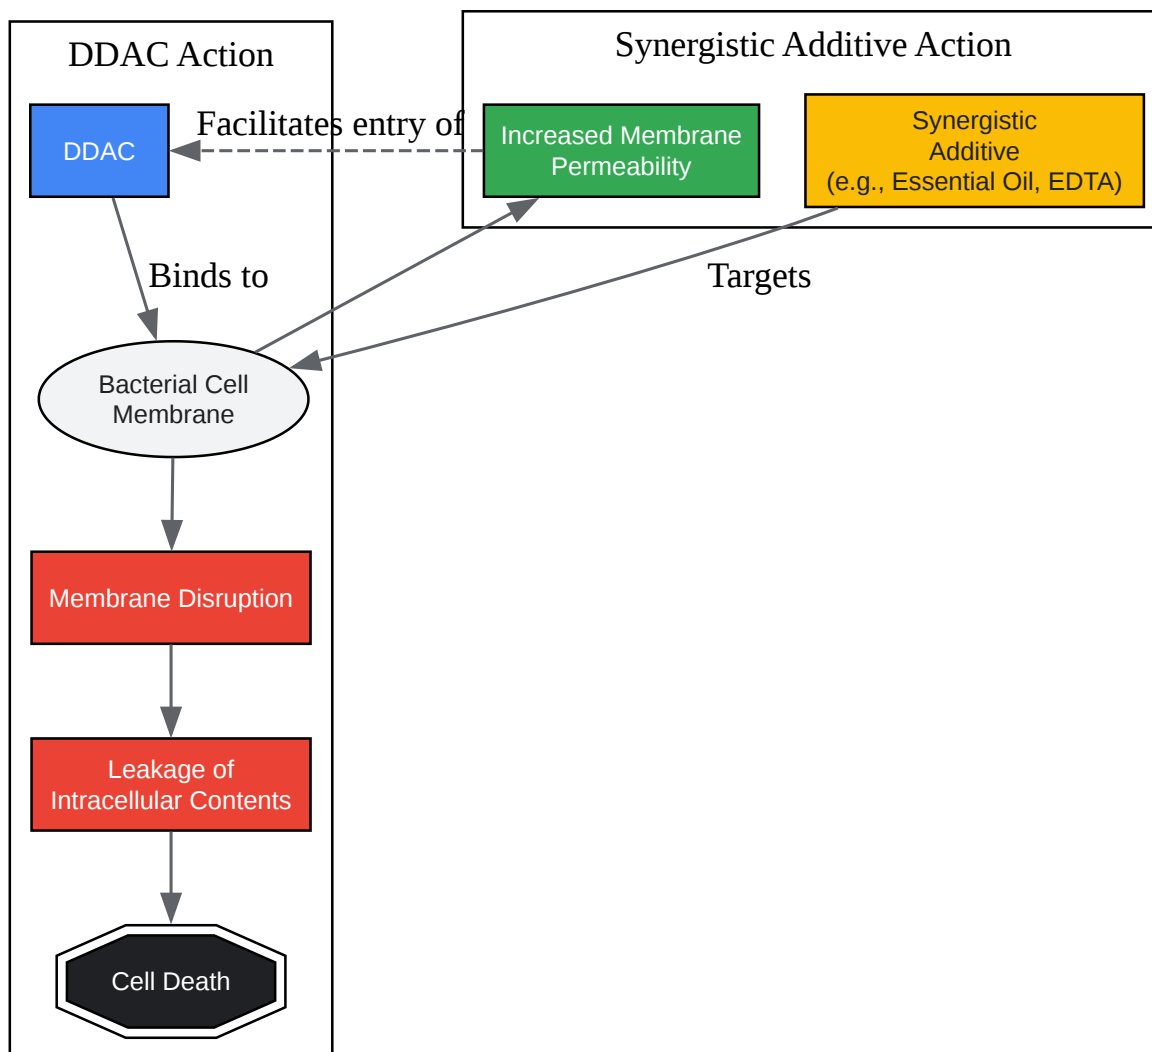 DDAC Action
Synergistic Additive Action
DDAC
Facilitates entry of
Increased Membrane
Permeability
Synergistic
Additive
(e.g., Essential Oil, EDTA)
Binds to
Targets
Bacterial Cell
Membrane
Membrane Disruption
Leakage of
Intracellular Contents
Cell Death